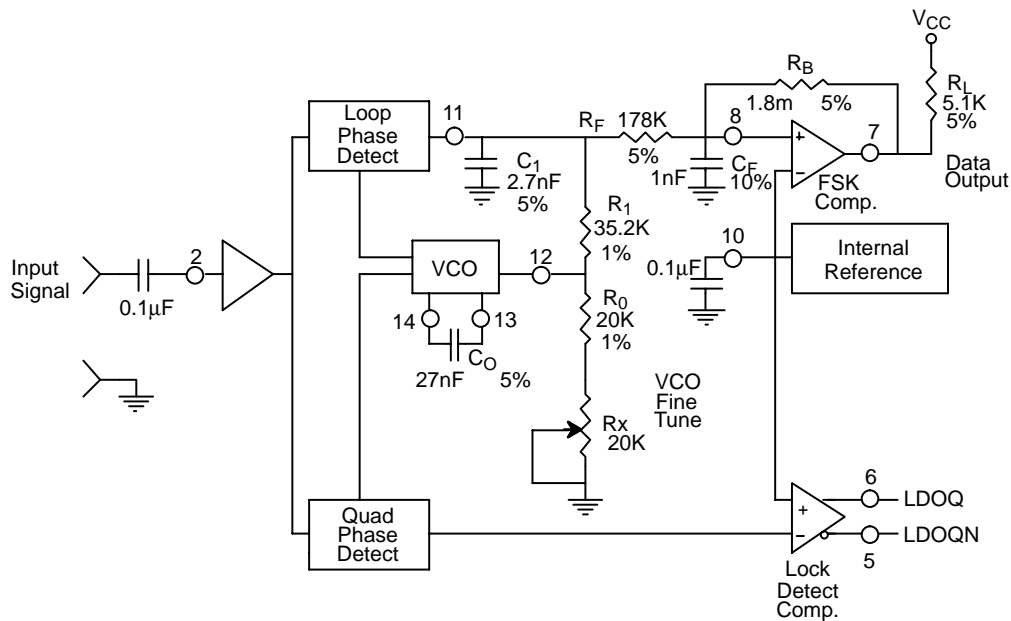 VCC
RB
1.8m 5%
RL
5.1K
5%
Loop
Phase
Detect
11
RF 178K
5%
8
7
C1
2.7nF
5%
1nF
CF
10%
+
−
FSK
Comp.
Data
Output
R1
35.2K
1%
10
0.1μF
Internal
Reference
Input
Signal
0.1μF
2
VCO
12
14
13
CO
27nF 5%
R0
20K
1%
VCO
Fine
Tune
Rx
20K
Quad
Phase
Detect
+
−
6
LDOQ
LDOQN
5
Lock
Detect
Comp.